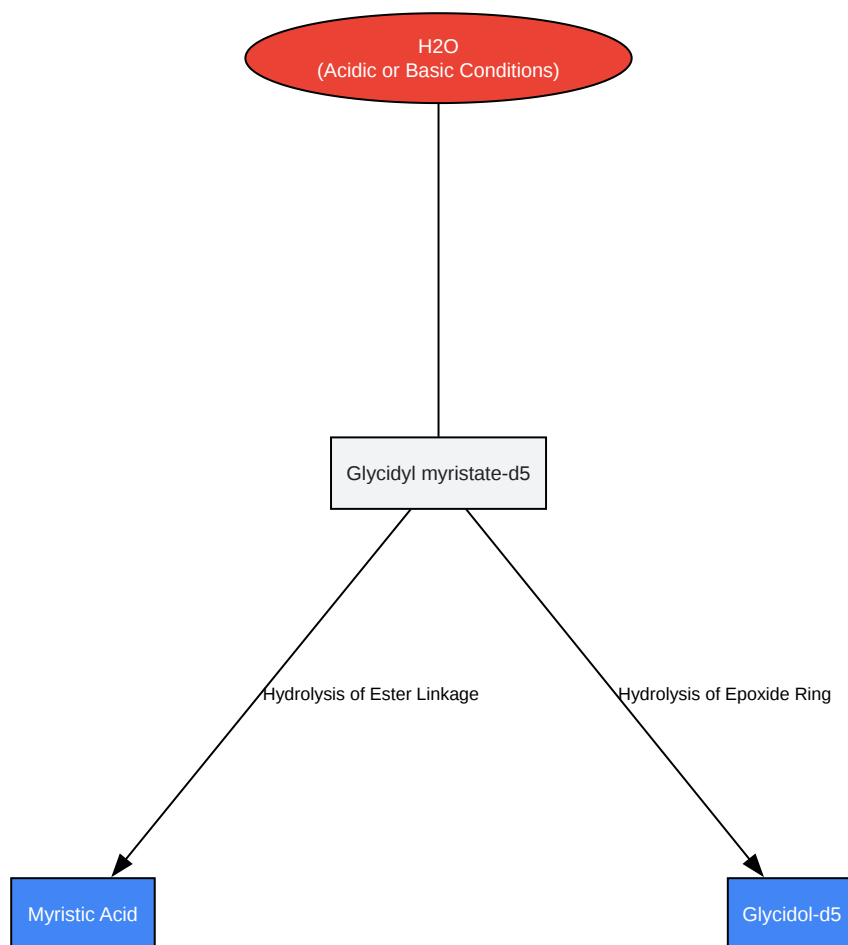 H2O
(Acidic or Basic Conditions)
Glycidyl myristate-d5
Hydrolysis of Ester Linkage
Hydrolysis of Epoxide Ring
Myristic Acid
Glycidol-d5